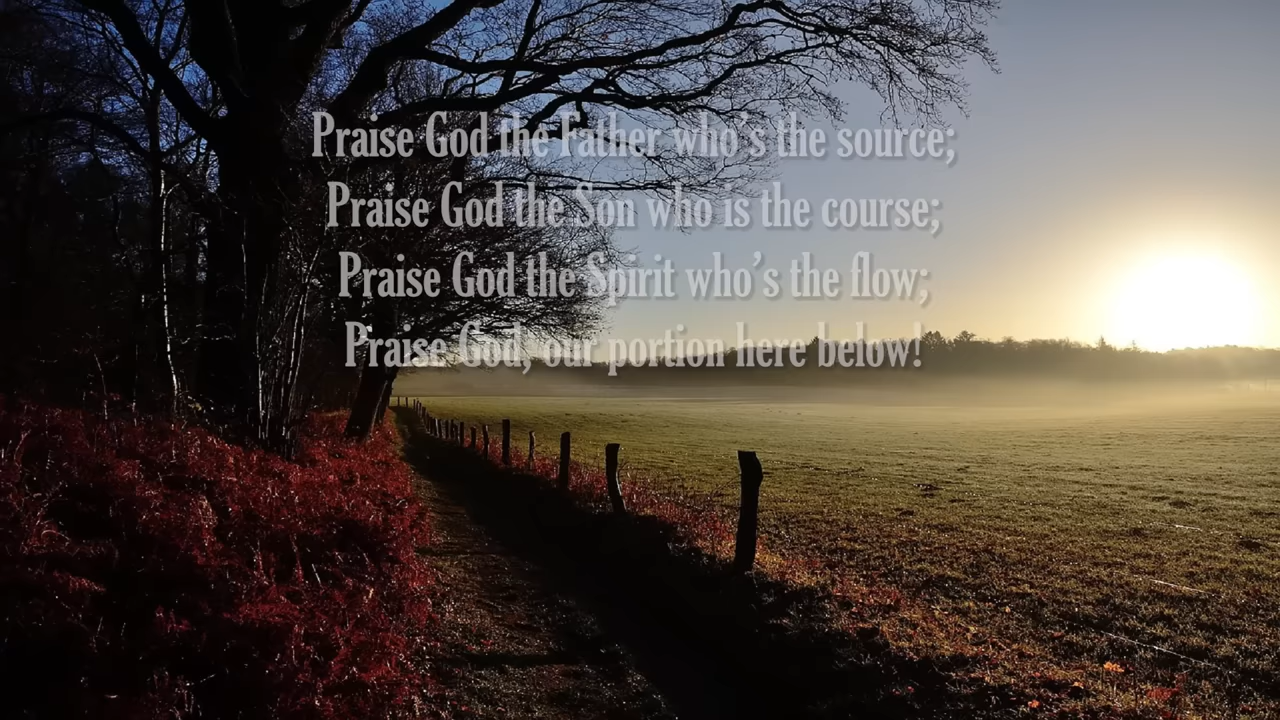 Praise God the Father who's the source;
Praise God the Son who is the course;
Praise God the Spirit who's the flow;
Praise God, our portion here below!